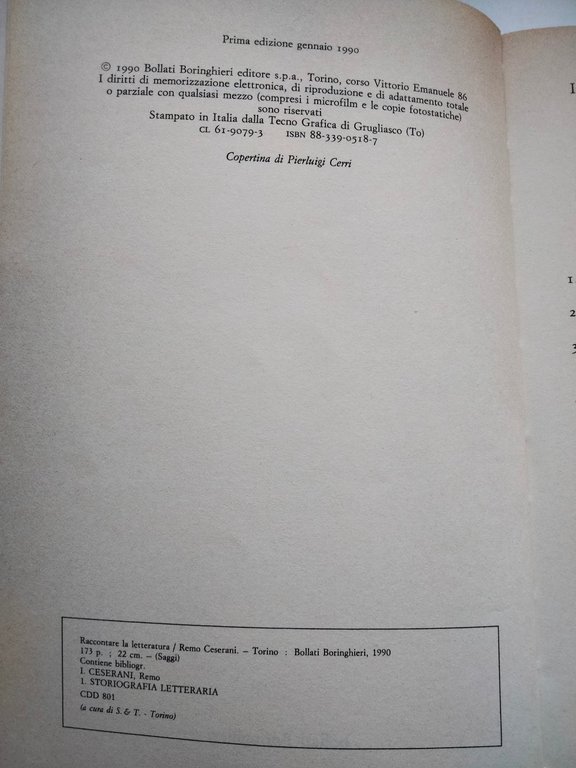 Prima edizione gennaio 1990
© 1990 Bollati Boringhieri editore s.p.a., Torino, corso Vittorio Emanuele 86
I diritti di memorizzazione elettronica, di riproduzione e di adattamento totale
o parziale con qualsiasi mezzo (compresi i microfilm e le copie fotostatiche)
sono riservati
Stampato in Italia dalla Tecno Grafica di Grugliasco (To)
CL 61-9079-3 ISBN 88-339-0518-7
Copertina di Pierluigi Cerri
Raccontare la letteratura / Remo Ceserani. – Torino : Bollati Boringhieri, 1990
173 p. ; 22 cm. – (Saggi)
Contiene bibliogr.
I. CESERANI, Remo
1. STORIOGRAFIA LETTERARIA
CDD 801
(a cura di S. & T. - Torino)
I
1
2
3